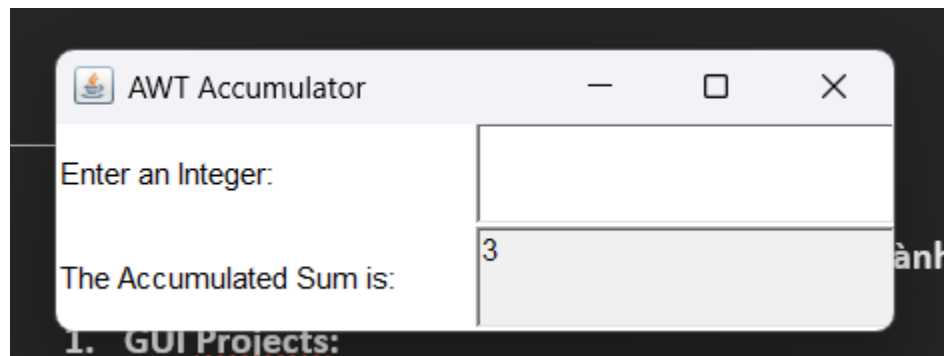 AWT Accumulator
Enter an Integer:
3
The Accumulated Sum is:
1. GUI Projects: